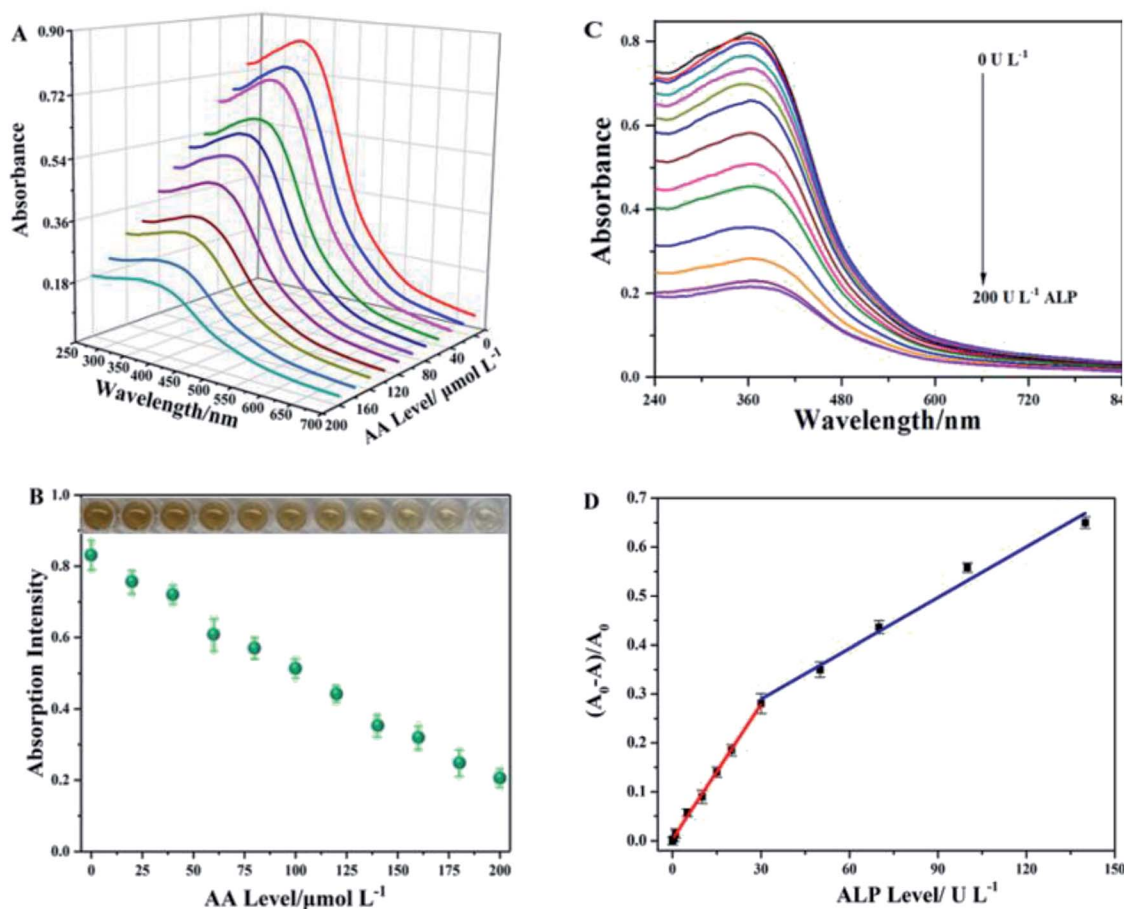 A
0.90
0.72
0.54
0.36
0.18
Absorbance
250 300 350 400 450 500 550 600 650 700
Wavelength/nm
200 160 120 80 40 0
AA Level/ μmol L⁻¹
C
0.8
0.6
0.4
0.2
0.0
Absorbance
0 U L⁻¹
200 U L⁻¹ ALP
240 360 480 600 720 84
Wavelength/nm
B
1.0
0.8
0.6
0.4
0.2
0.0
Absorption Intensity
0 25 50 75 100 125 150 175 200
AA Level/μmol L⁻¹
D
0.7
0.6
0.5
0.4
0.3
0.2
0.1
0.0
(A₀-A)/A₀
0 30 60 90 120 150
ALP Level/ U L⁻¹